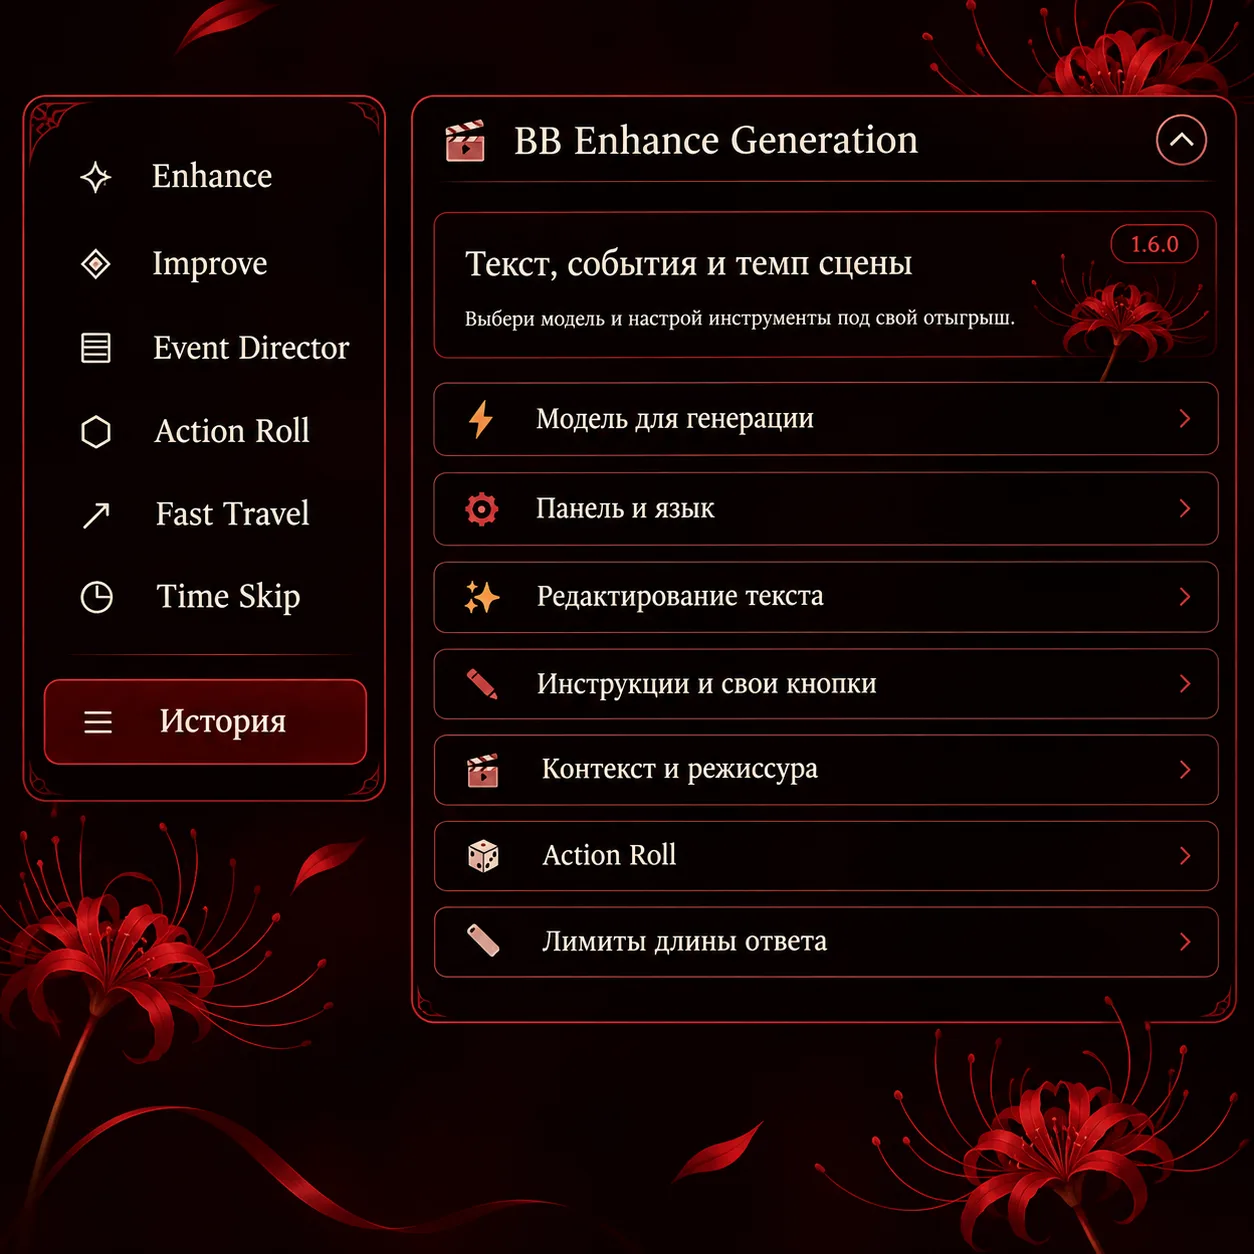 Enhance
Improve
Event Director
Action Roll
Fast Travel
Time Skip
История
BB Enhance Generation
1.6.0
Текст, события и темп сцены
Выбери модель и настрой инструменты под свой отыгрыш.
Модель для генерации
Панель и язык
Редактирование текста
Инструкции и свои кнопки
Контекст и режиссура
Action Roll
Лимиты длины ответа